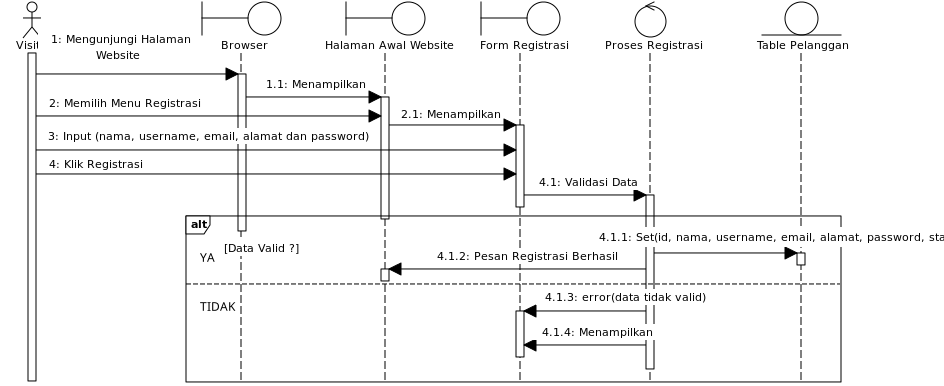 Visit
Browser
Halaman Awal Website
Form Registrasi
Proses Registrasi
Table Pelanggan
1: Mengunjungi Halaman
Website
1.1: Menampilkan
2: Memilih Menu Registrasi
2.1: Menampilkan
3: Input (nama, username, email, alamat dan password)
4: Klik Registrasi
4.1: Validasi Data
alt
[Data Valid ?]
YA
4.1.1: Set(id, nama, username, email, alamat, password, sta
4.1.2: Pesan Registrasi Berhasil
TIDAK
4.1.3: error(data tidak valid)
4.1.4: Menampilkan